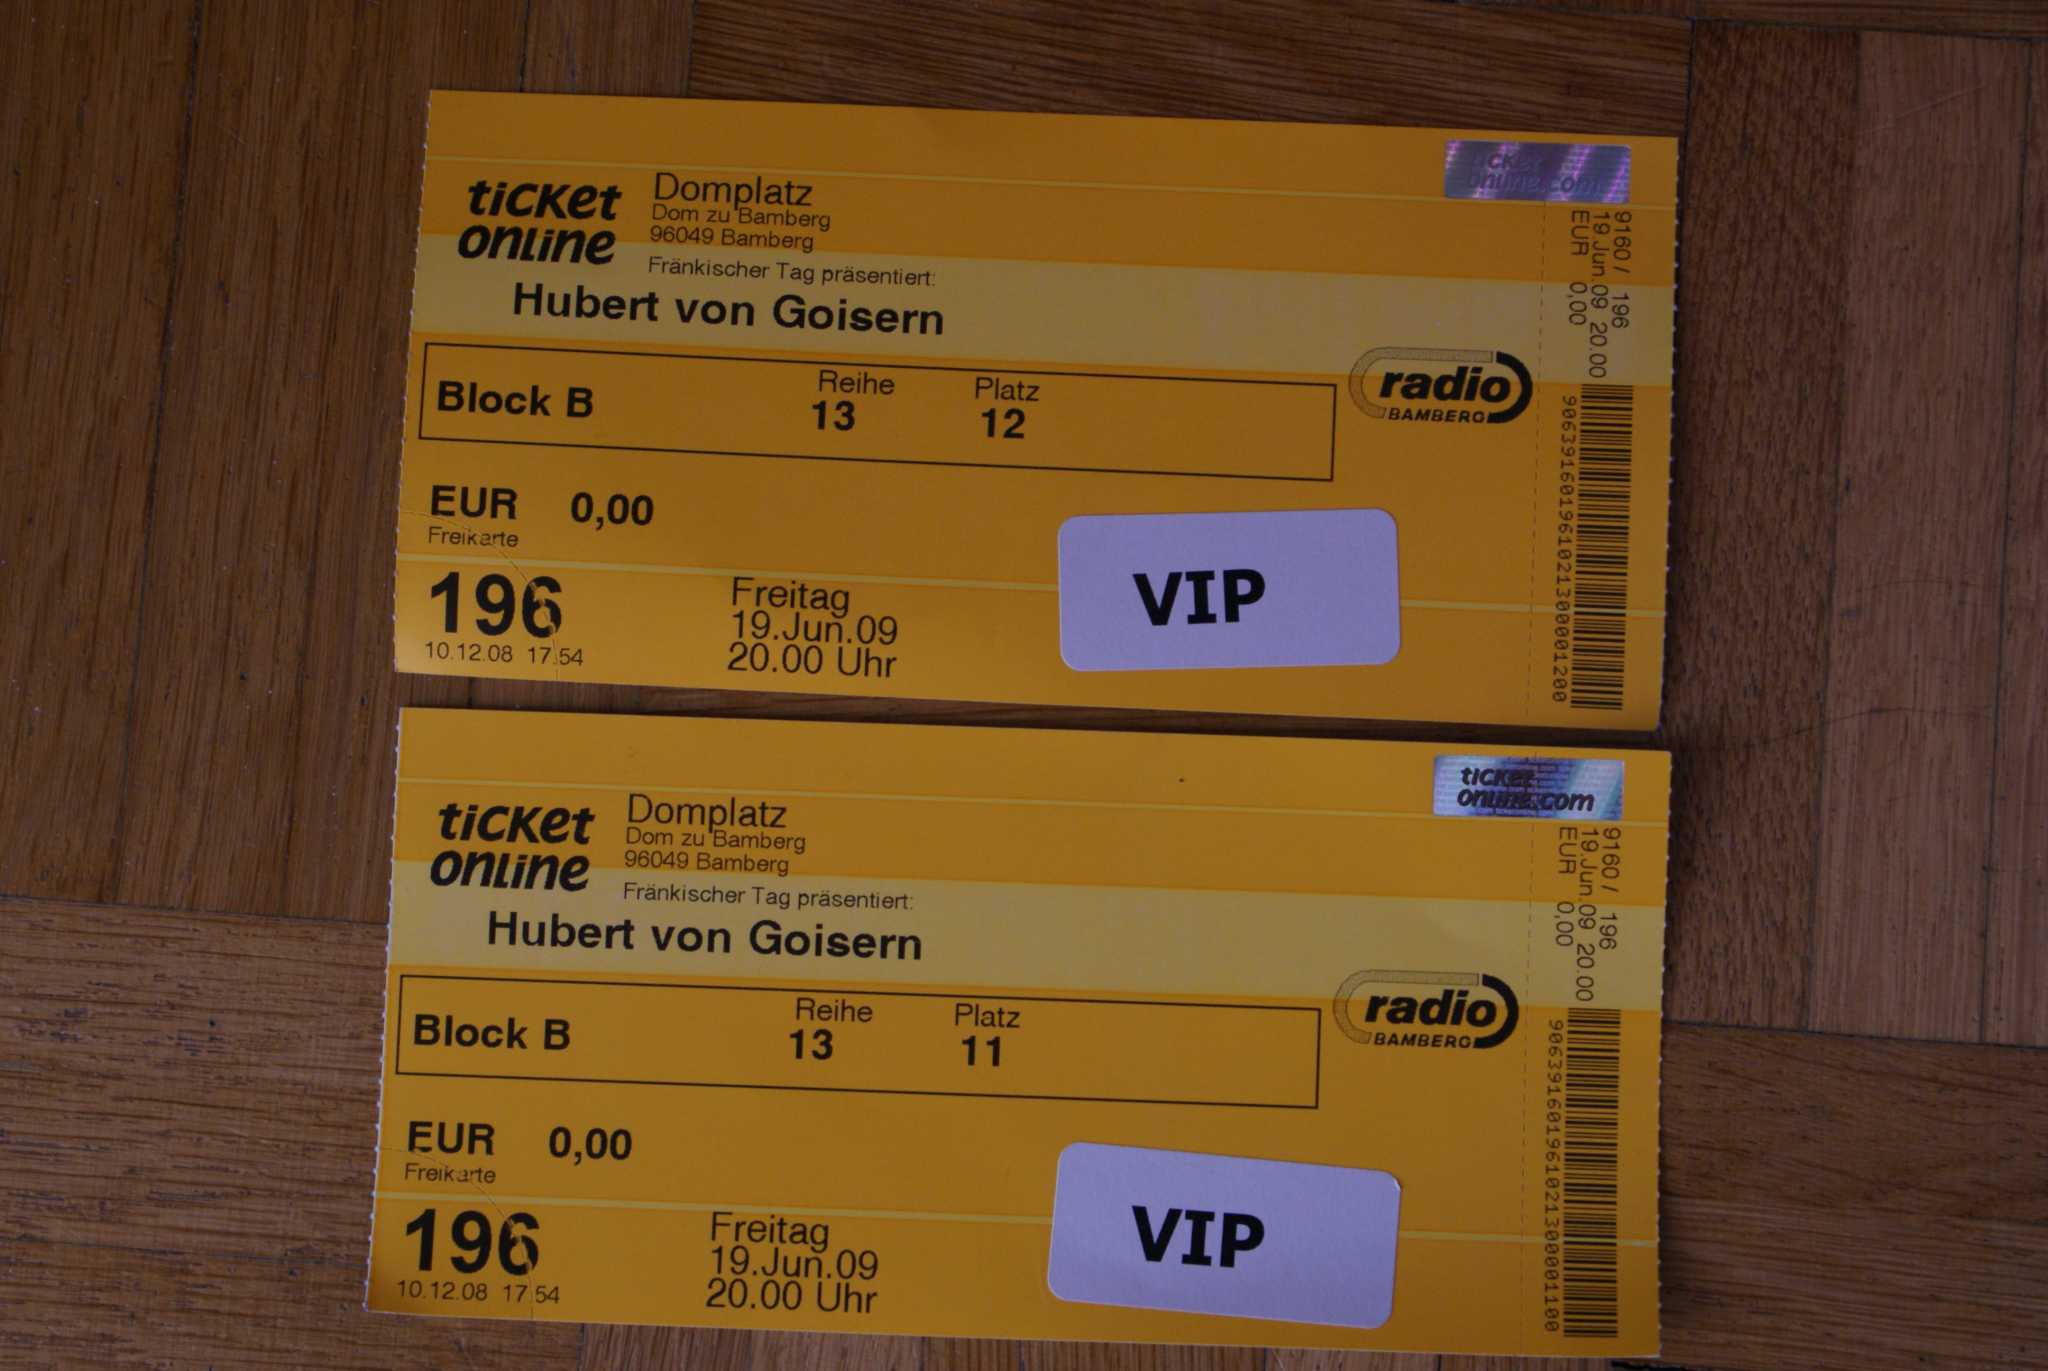 ticket
online
Domplatz
Dom zu Bamberg
96049 Bamberg
Fränkischer Tag präsentiert:
Hubert von Goisern
Block B
Reihe
13
Platz
12
EUR 0,00
Freikarte
196
10.12.08 17:54
Freitag
19.Jun.09
20.00 Uhr
VIP
radio
BAMBERG
ticket
online.com
9160 / 196
19.Jun.09 20.00
EUR 0,00
9063916019610213000001200
ticket
online
Domplatz
Dom zu Bamberg
96049 Bamberg
Fränkischer Tag präsentiert:
Hubert von Goisern
Block B
Reihe
13
Platz
11
EUR 0,00
Freikarte
196
10.12.08 17:54
Freitag
19.Jun.09
20.00 Uhr
VIP
radio
BAMBERG
ticket
online.com
9160 / 196
19.Jun.09 20.00
EUR 0,00
9063916019610213000001100